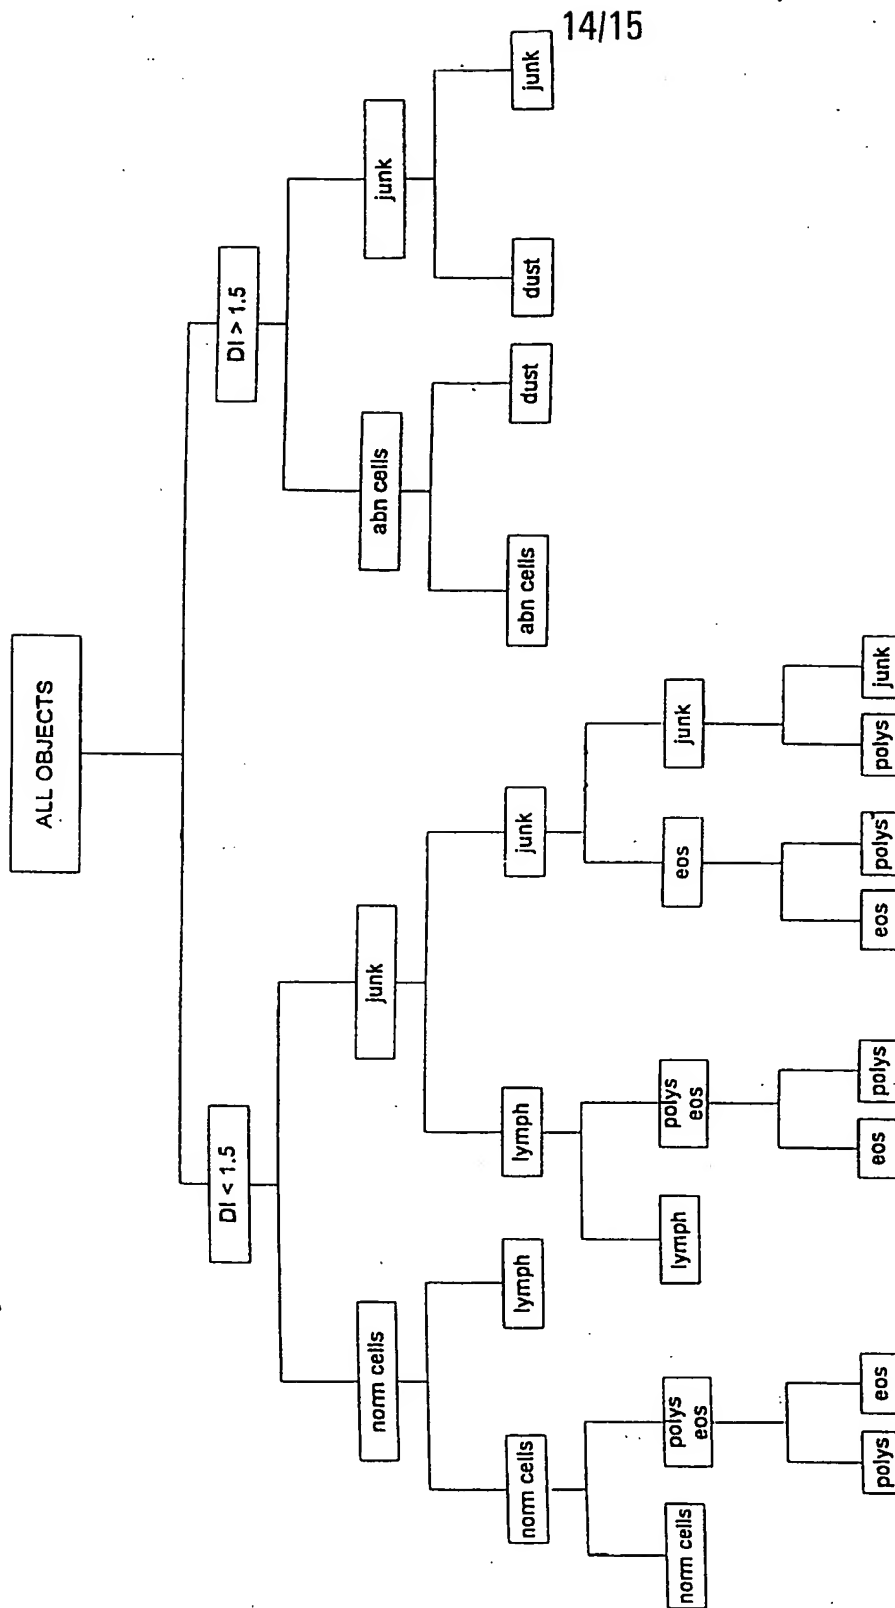 14/15
ALL OBJECTS
DI < 1.5
DI > 1.5
norm cells
junk
abn cells
junk
norm cells
lymph
lymph
junk
abn cells
dust
dust
junk
norm cells
polys
eos
lymph
polys
eos
eos
junk
polys
eos
eos
polys
eos
polys
polys
junk